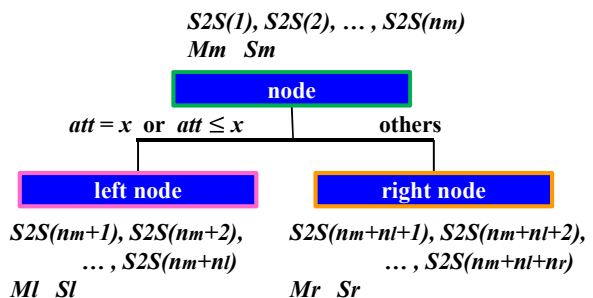 S2S(1), S2S(2), … , S2S(nm)
Mm Sm
node
att = x or att ≤ x others
left node right node
S2S(nm+1), S2S(nm+2),
… , S2S(nm+nl)
Ml Sl
S2S(nm+nl+1), S2S(nm+nl+2),
… , S2S(nm+nl+nr)
Mr Sr